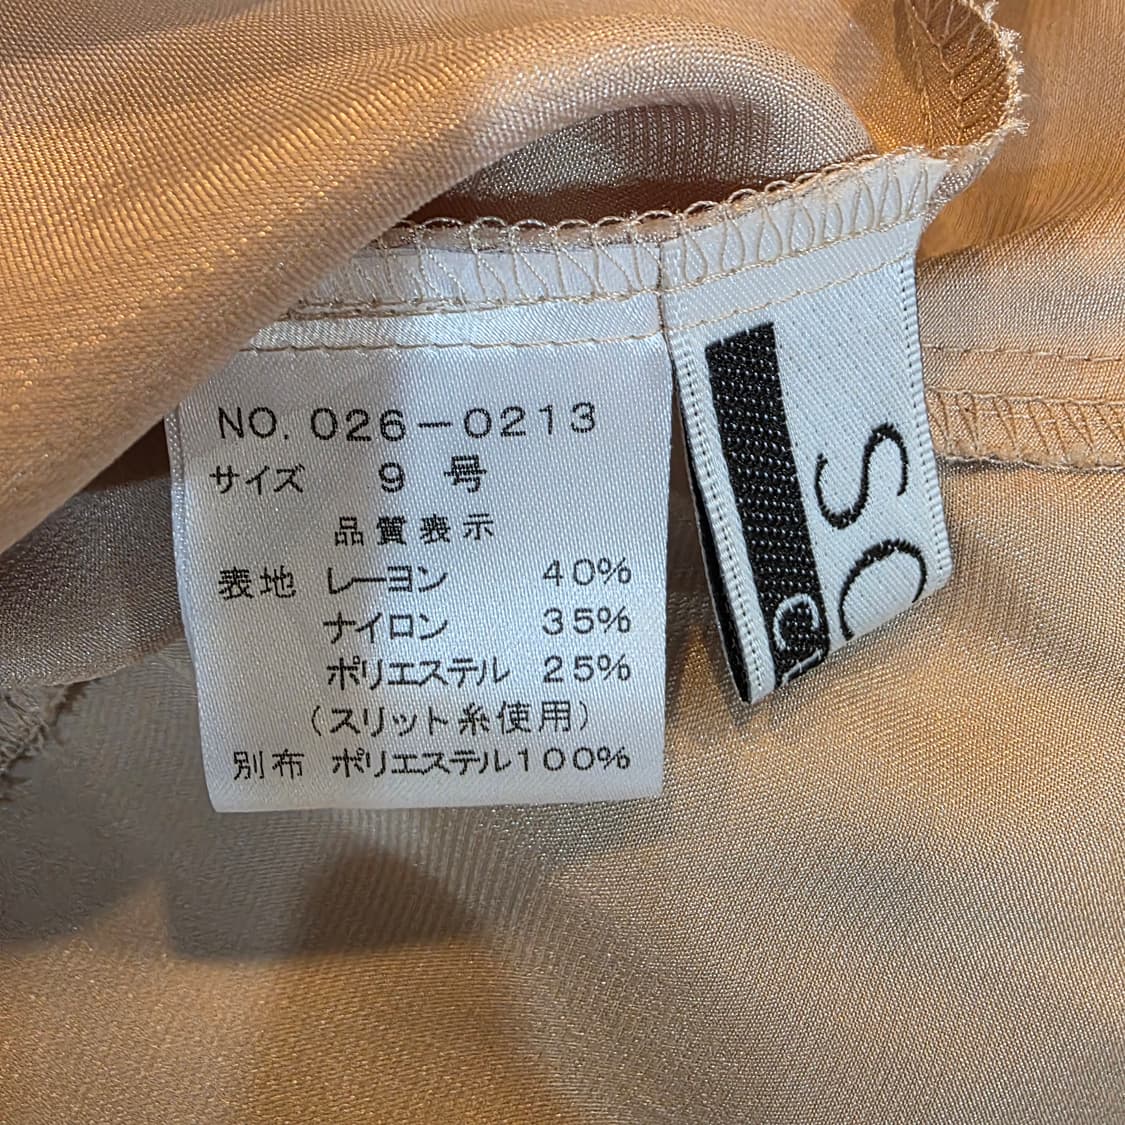 NO. 026-0213
サイズ 9 号
品質表示
表地 レーヨン 40%
ナイロン 35%
ポリエステル 25%
(スリット糸使用)
別布 ポリエステル100%
SC